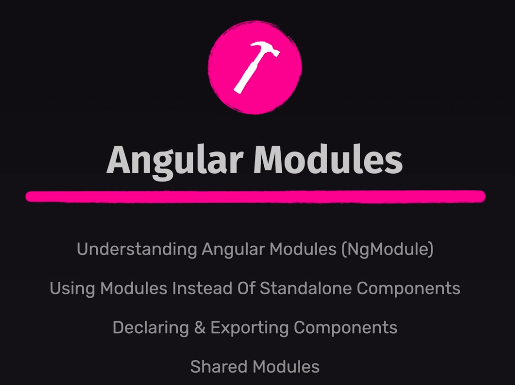 Angular Modules
Understanding Angular Modules (NgModule)
Using Modules Instead Of Standalone Components
Declaring & Exporting Components
Shared Modules